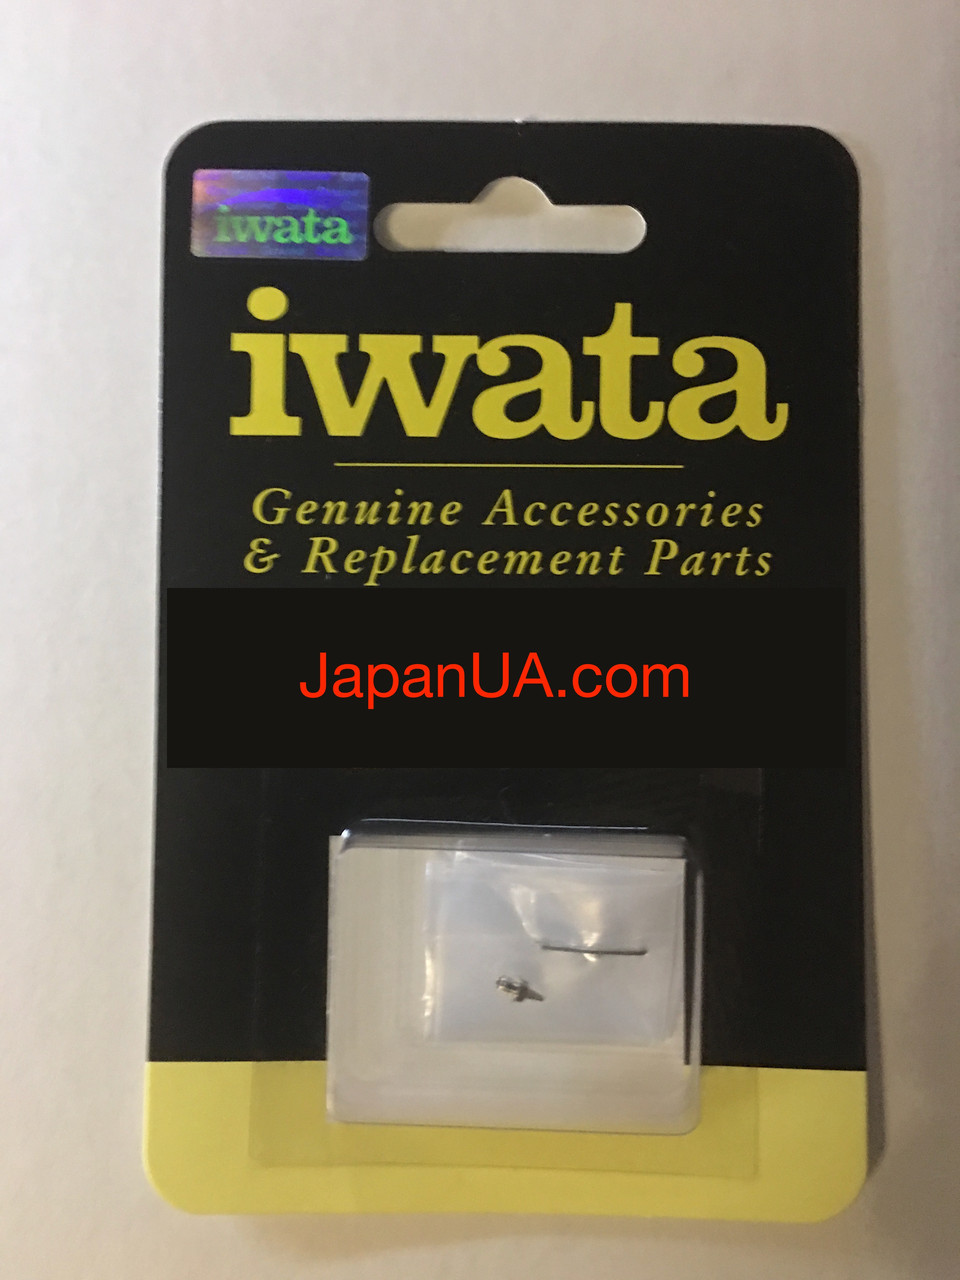 iwata
iwata
Genuine Accessories
& Replacement Parts
JapanUA.com